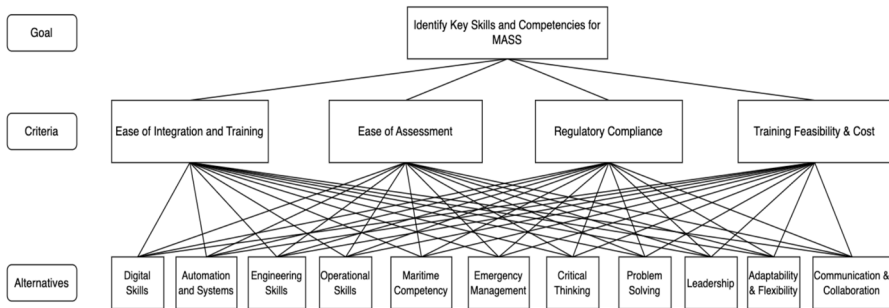 Goal
Identify Key Skills and Competencies for
MASS
Criteria
Ease of Integration and Training
Ease of Assessment
Regulatory Compliance
Training Feasibility & Cost
Alternatives
Digital
Skills
Automation
and Systems
Engineering
Skills
Operational
Skills
Maritime
Competency
Emergency
Management
Critical
Thinking
Problem
Solving
Leadership
Adaptability
& Flexibility
Communication &
Collaboration